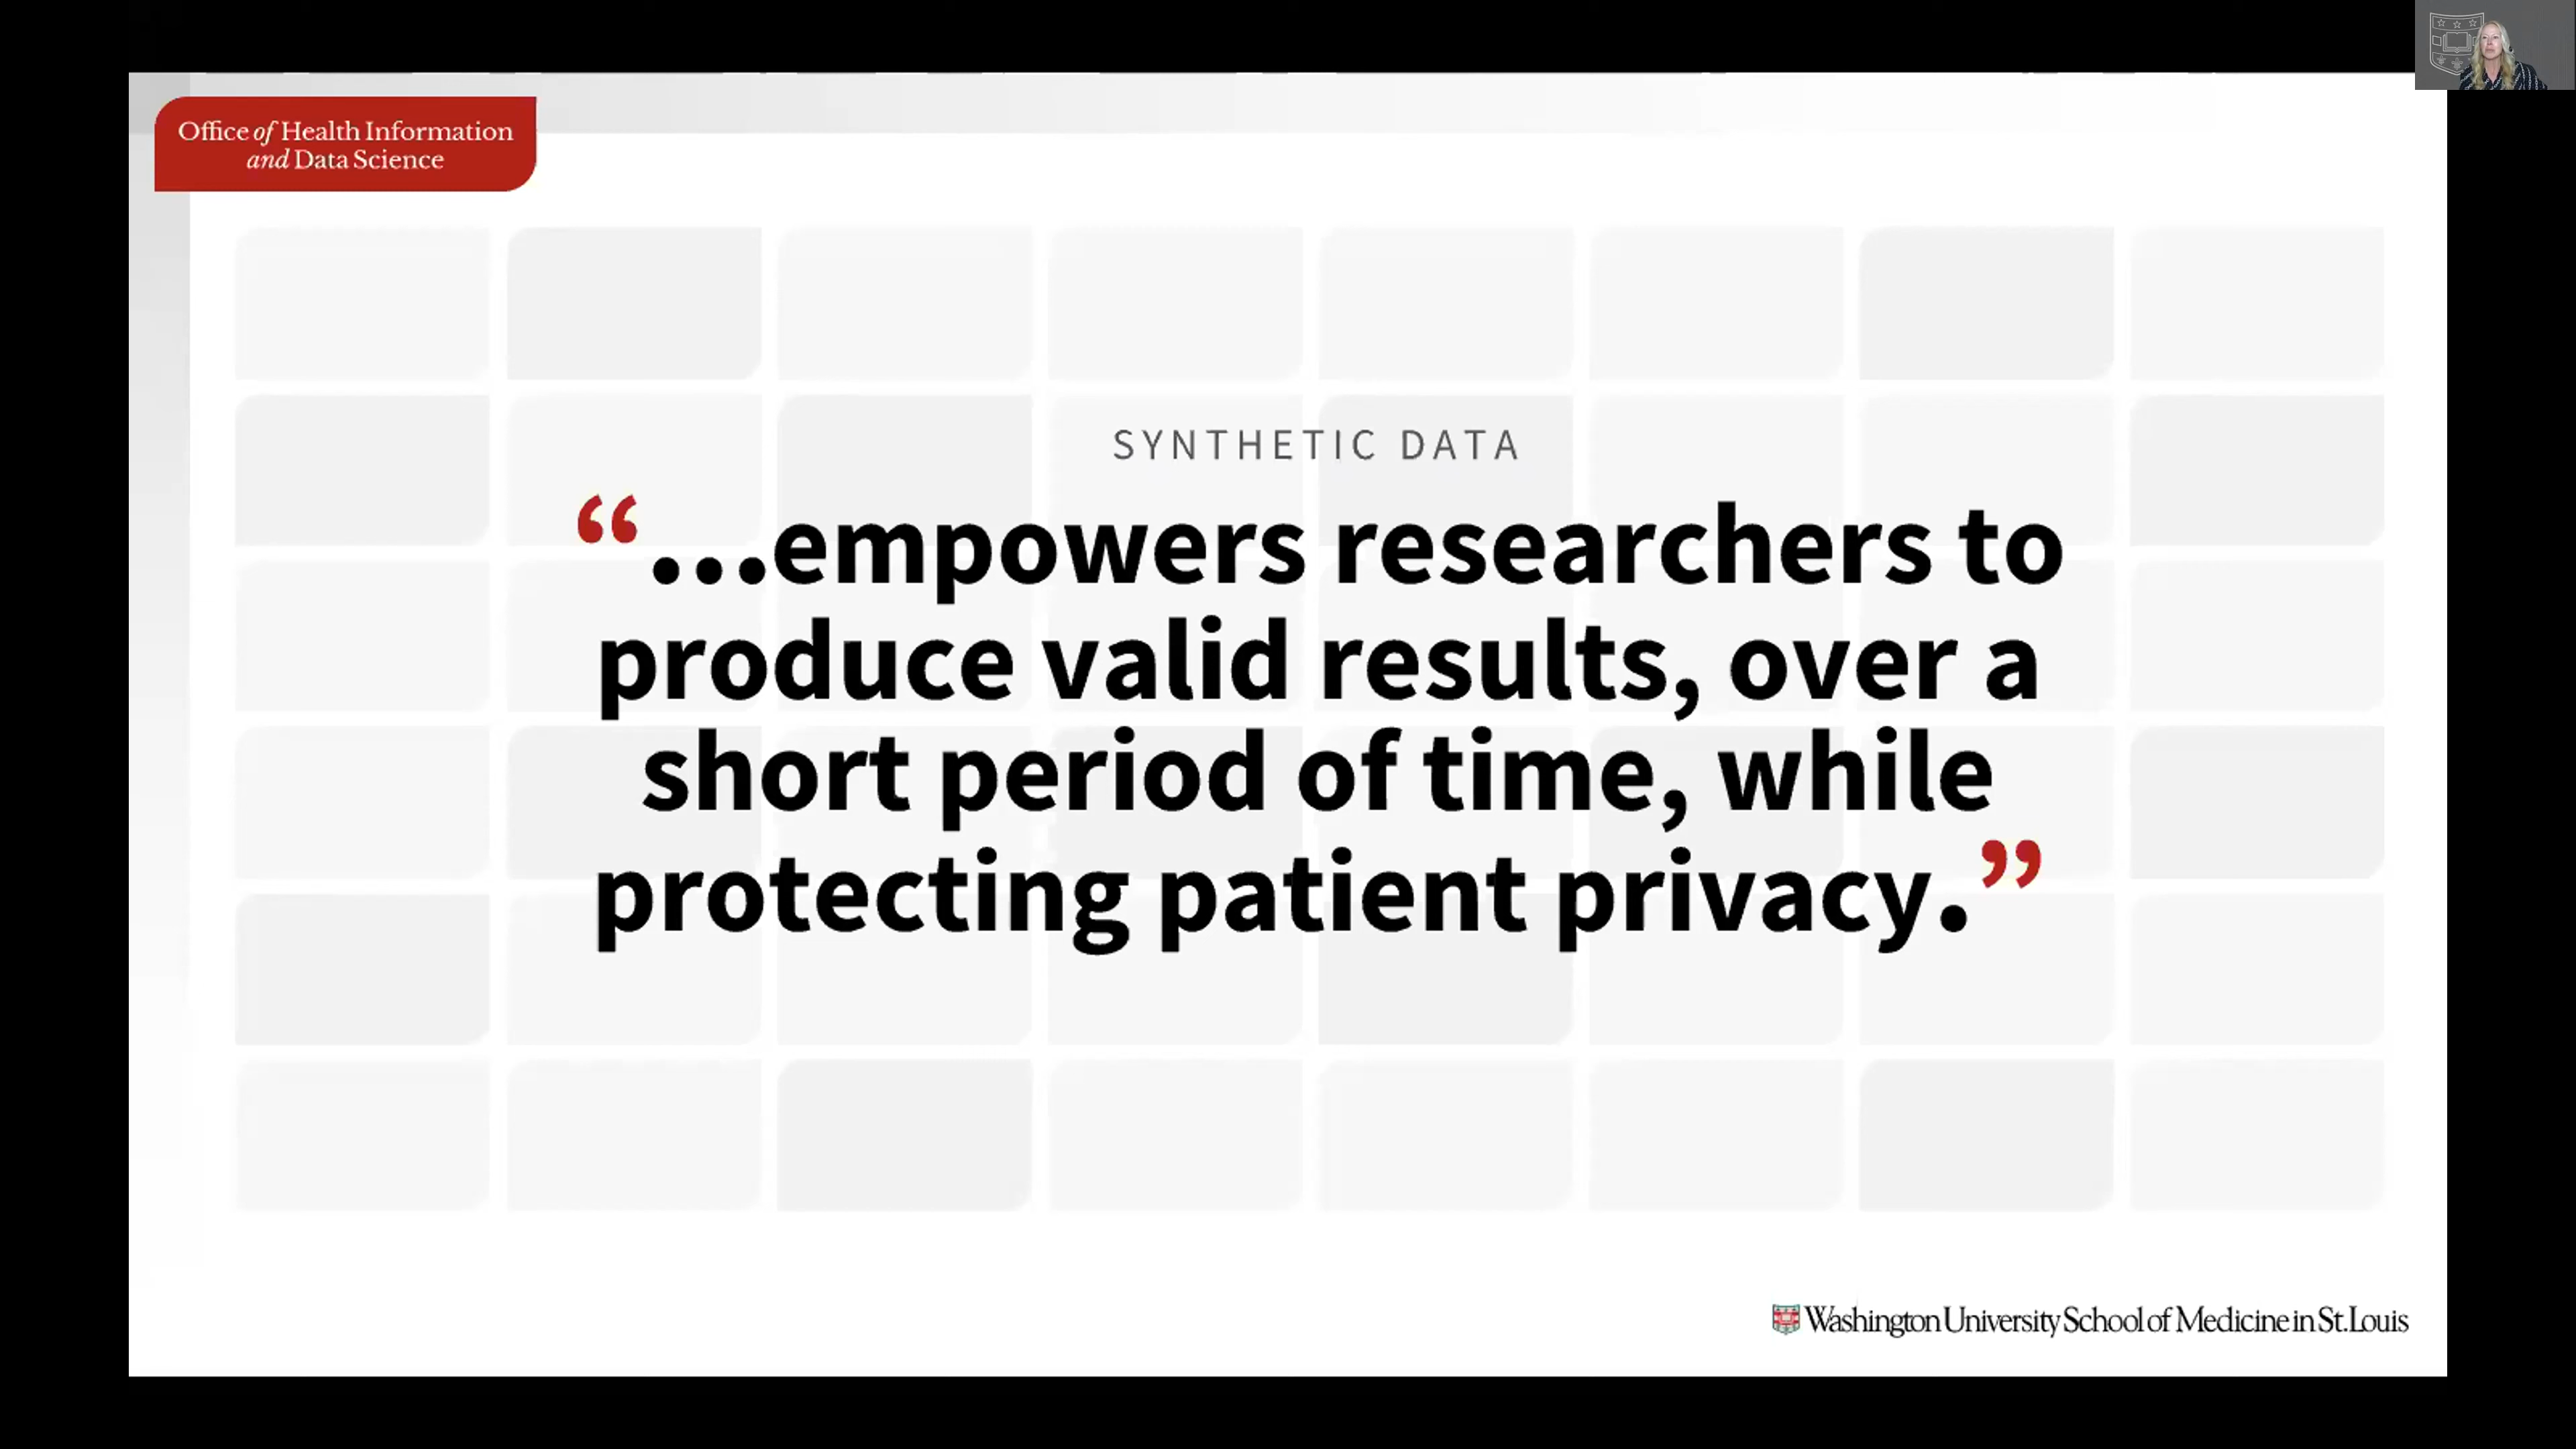 Office of Health Information
and Data Science
SYNTHETIC DATA
“...empowers researchers to
produce valid results, over a
short period of time, while
protecting patient privacy.”
Washington University School of Medicine in St. Louis